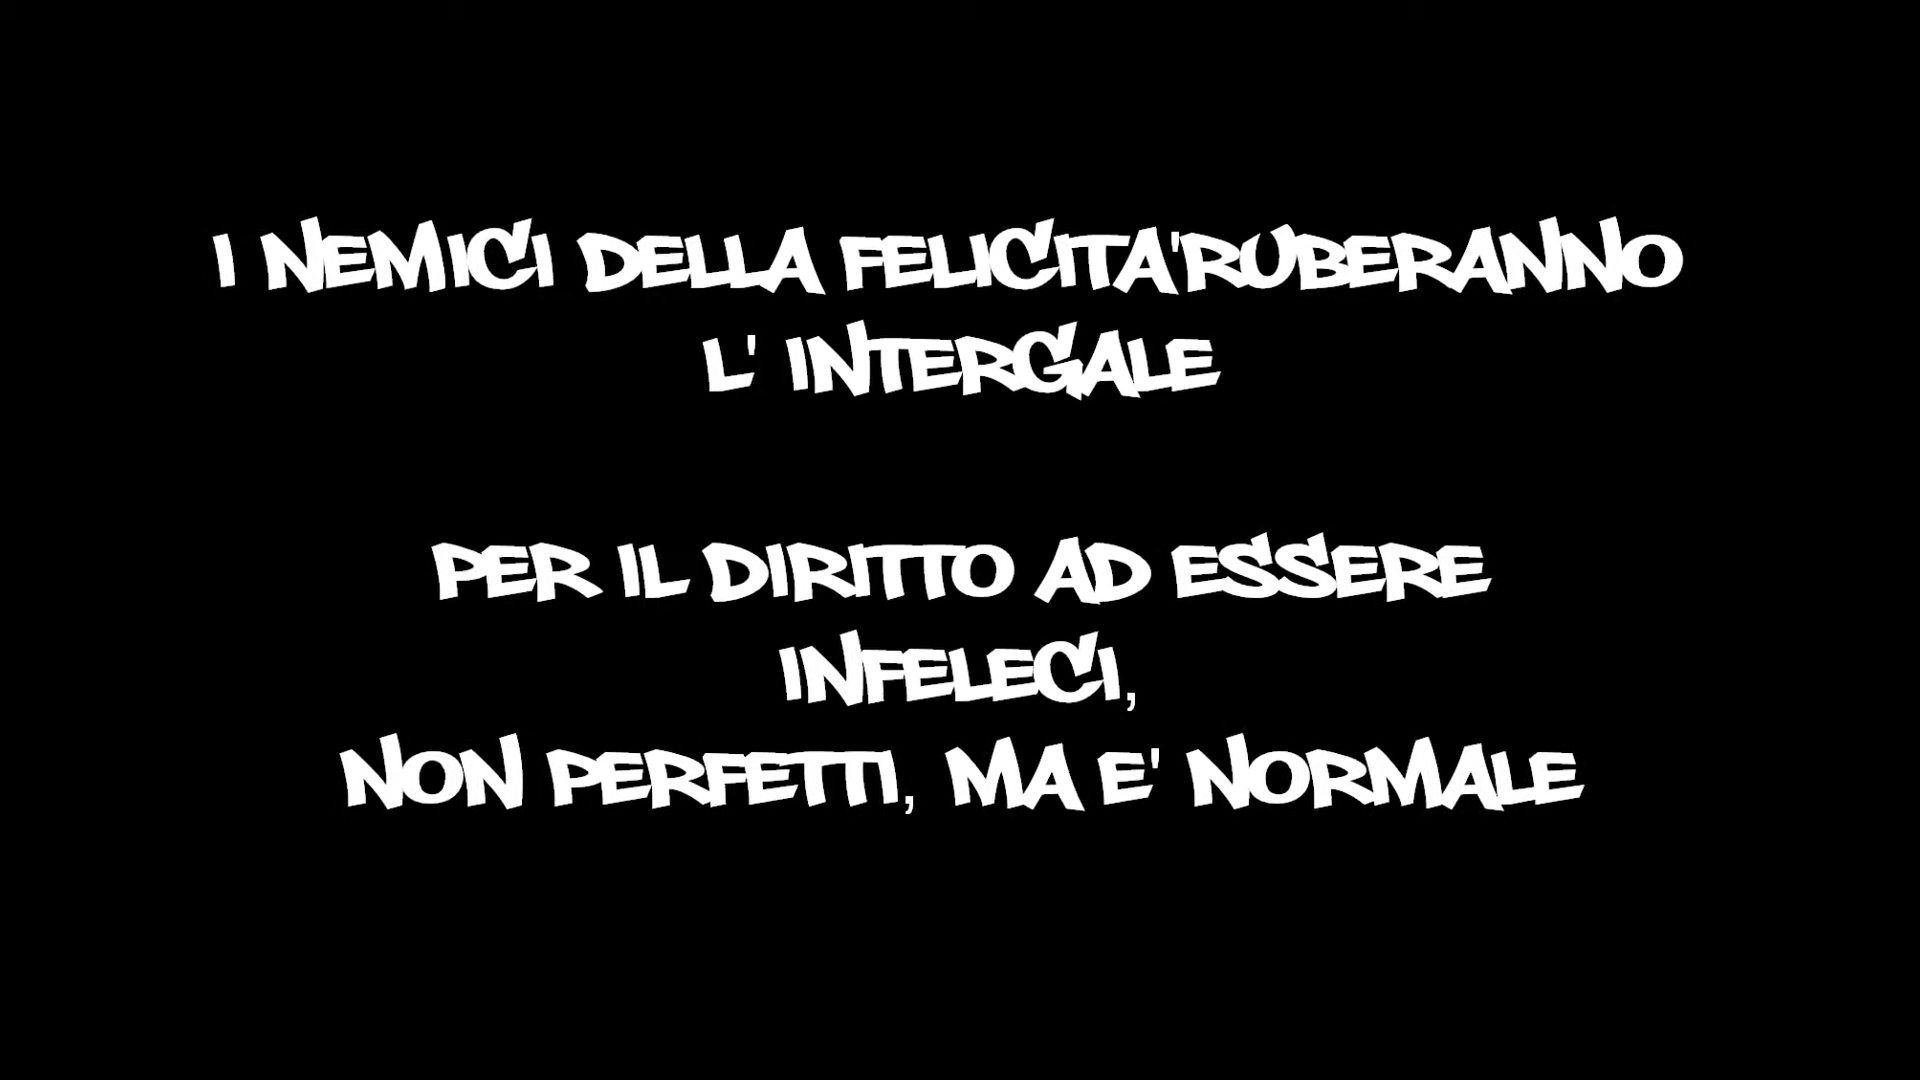 I NEMICI DELLA FELICITA'RUBERANNO
L' INTERGALE
PER IL DIRITTO AD ESSERE
INFELECI,
NON PERFETTI, MA E' NORMALE